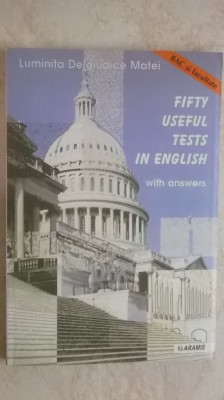 Luminita Delgiudice Matei
BAC si facultate
FIFTY
USEFUL
TESTS
IN ENGLISH
with answers
ARAMIS